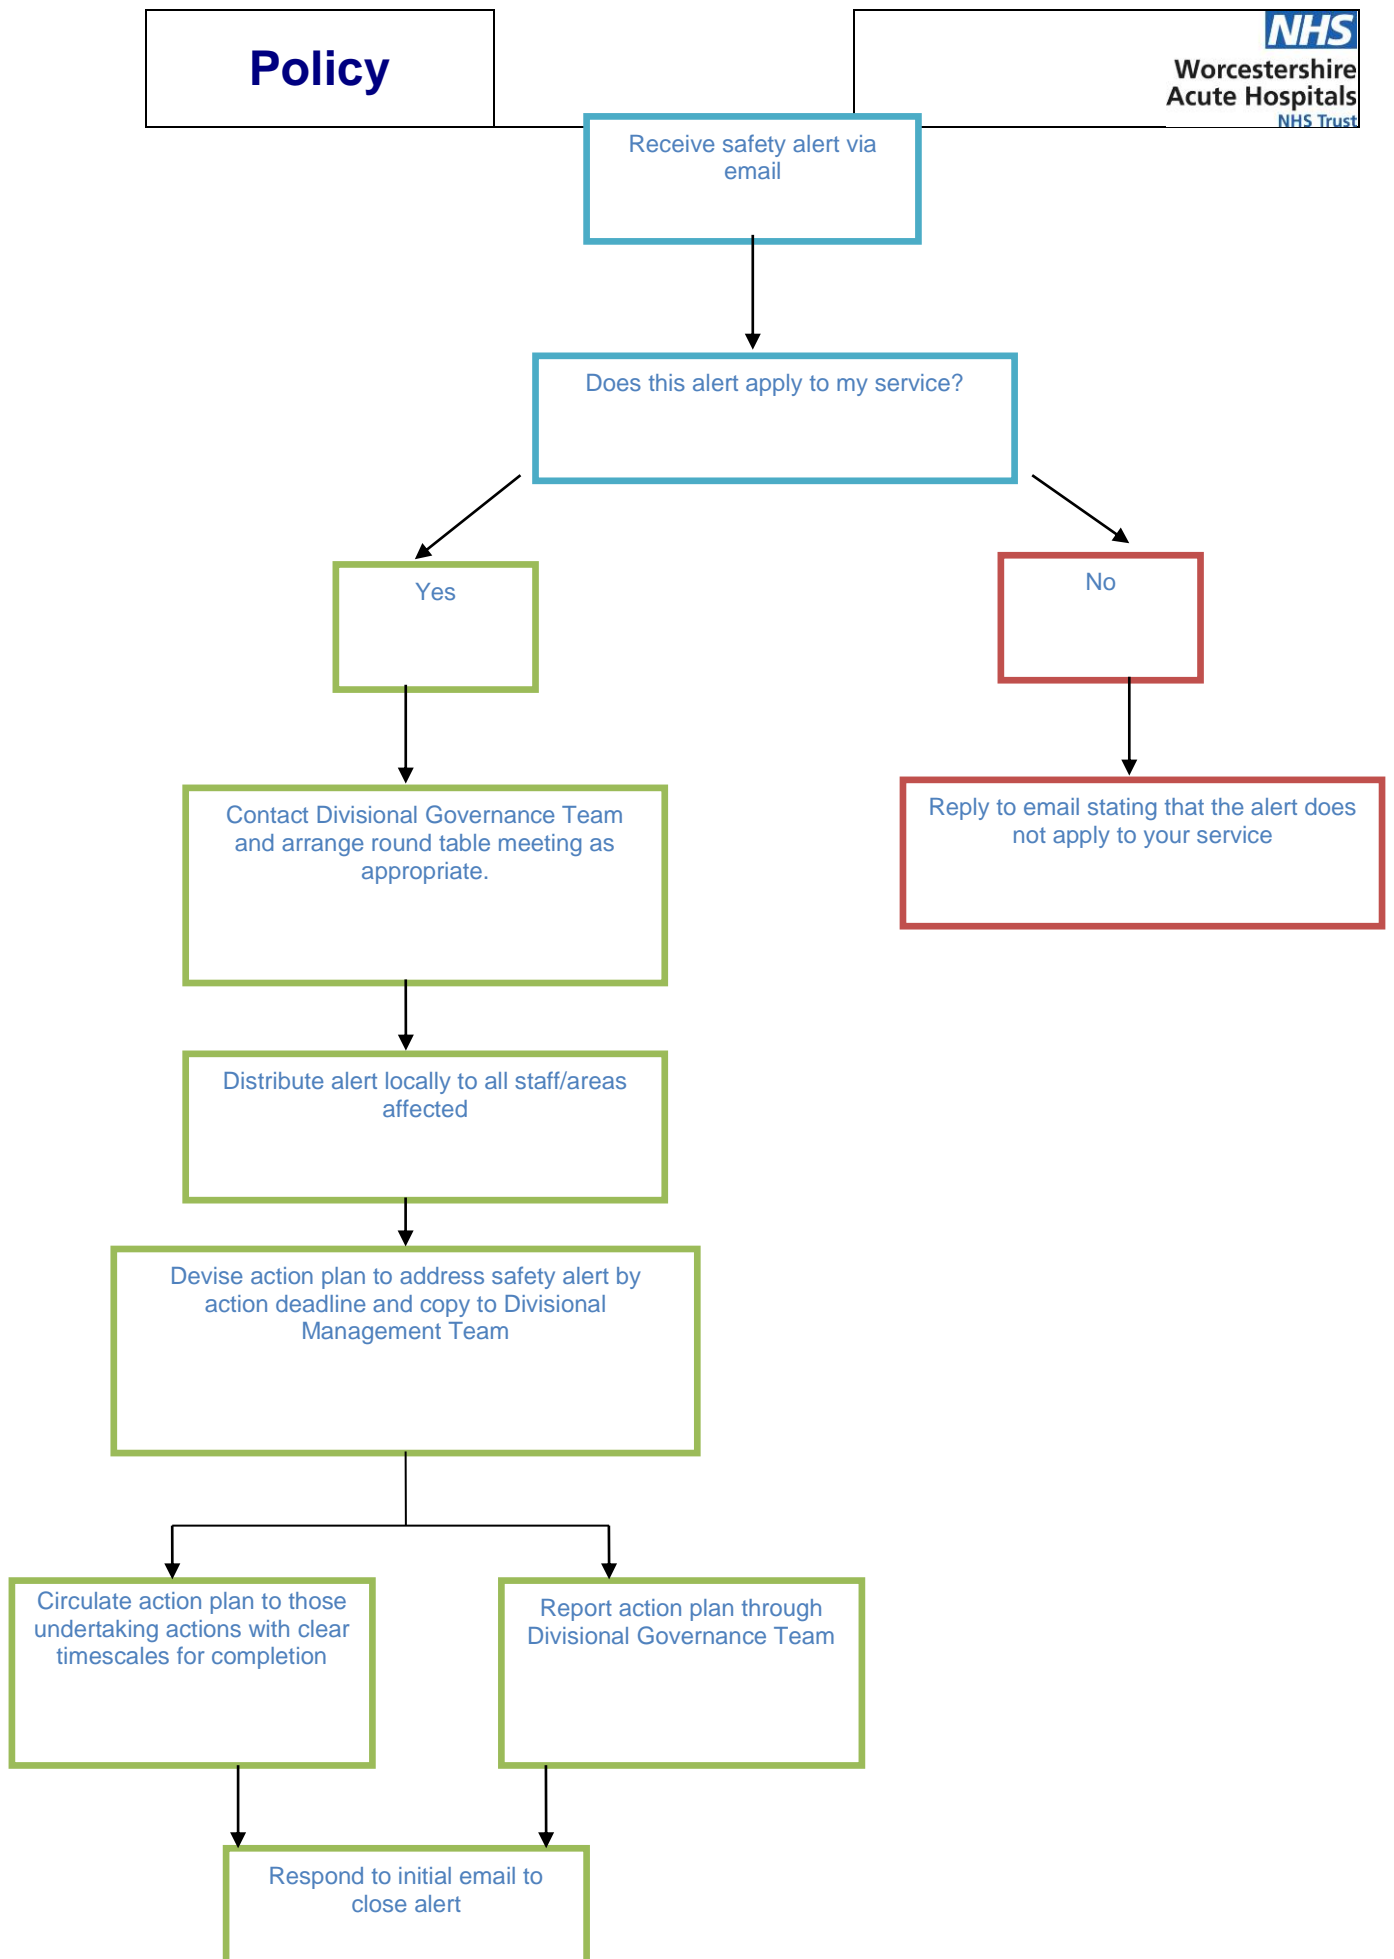 Policy
NHS
Worcestershire
Acute Hospitals
NHS Trust
Receive safety alert via
email
Does this alert apply to my service?
Yes
No
Contact Divisional Governance Team
and arrange round table meeting as
appropriate.
Reply to email stating that the alert does
not apply to your service
Distribute alert locally to all staff/areas
affected
Devise action plan to address safety alert by
action deadline and copy to Divisional
Management Team
Circulate action plan to those
undertaking actions with clear
timescales for completion
Report action plan through
Divisional Governance Team
Respond to initial email to
close alert